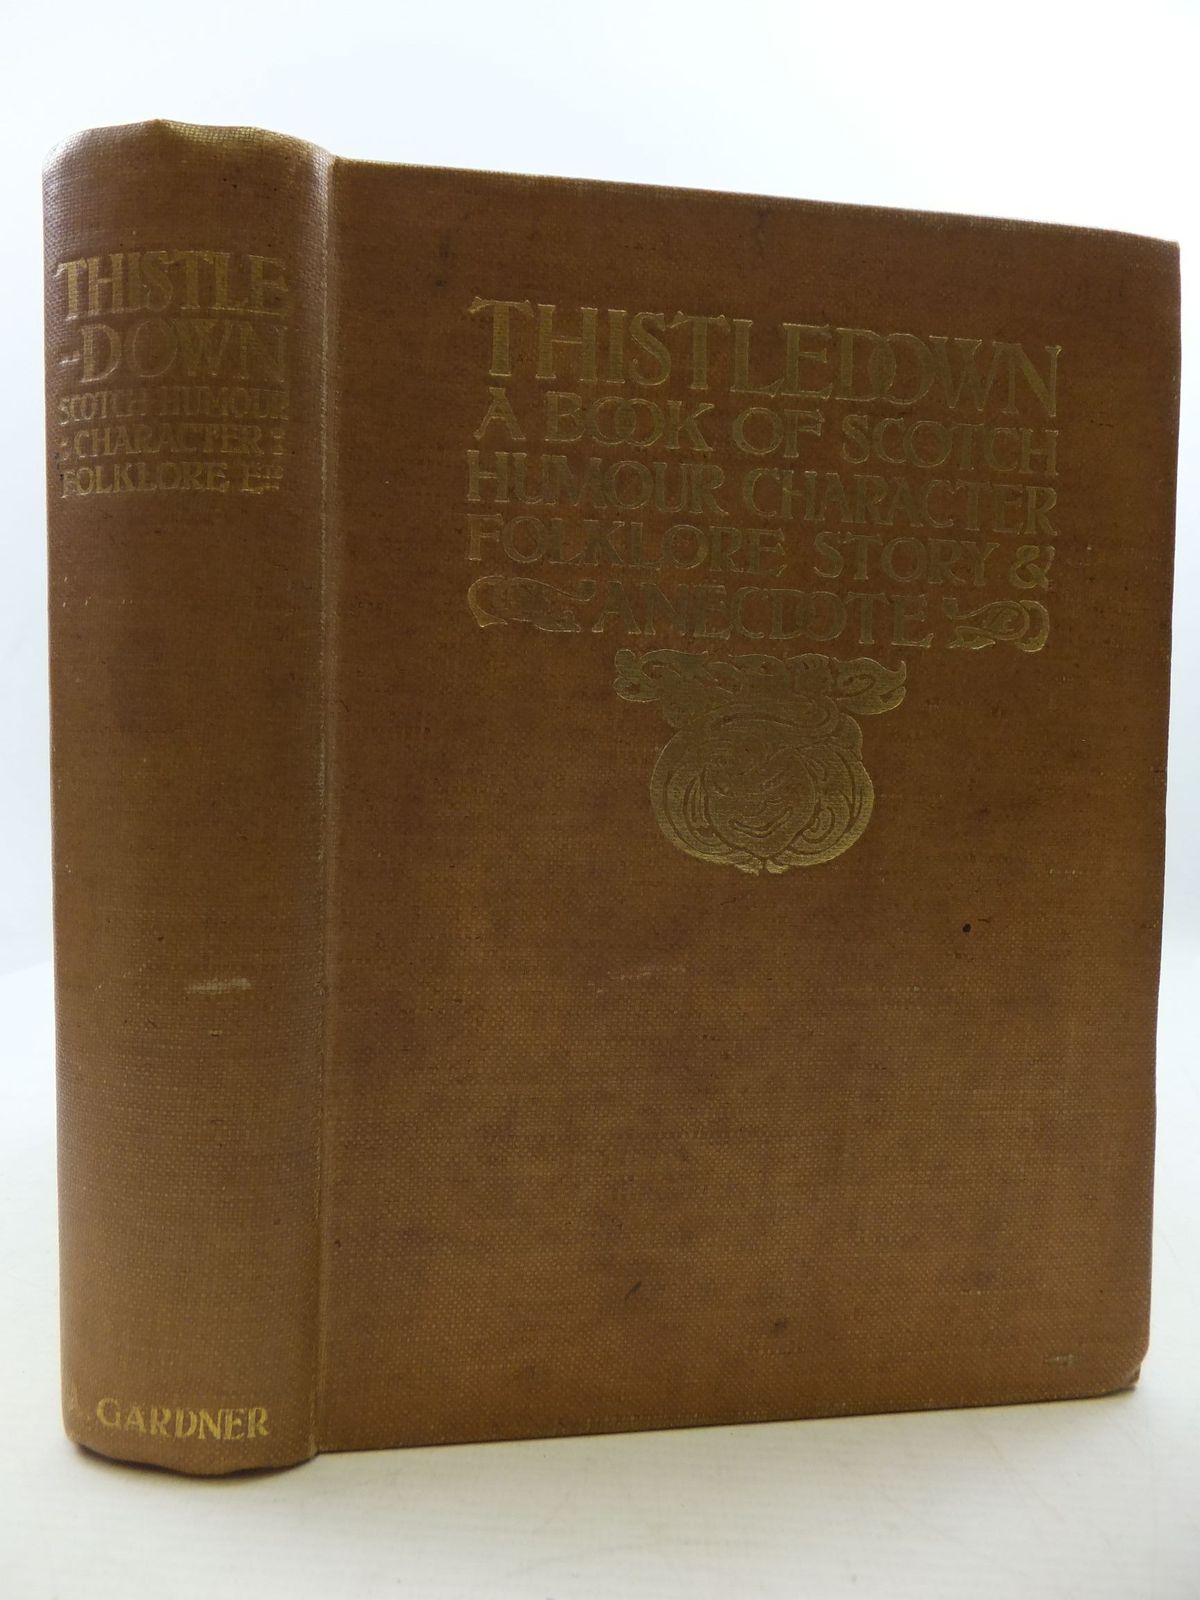 THISTLE
-DOWN
SCOTCH HUMOUR
: CHARACTER :
FOLKLORE Etc
A. GARDNER
THISTLEDOWN
A BOOK OF SCOTCH
HUMOUR CHARACTER
FOLKLORE STORY &
ANECDOTE